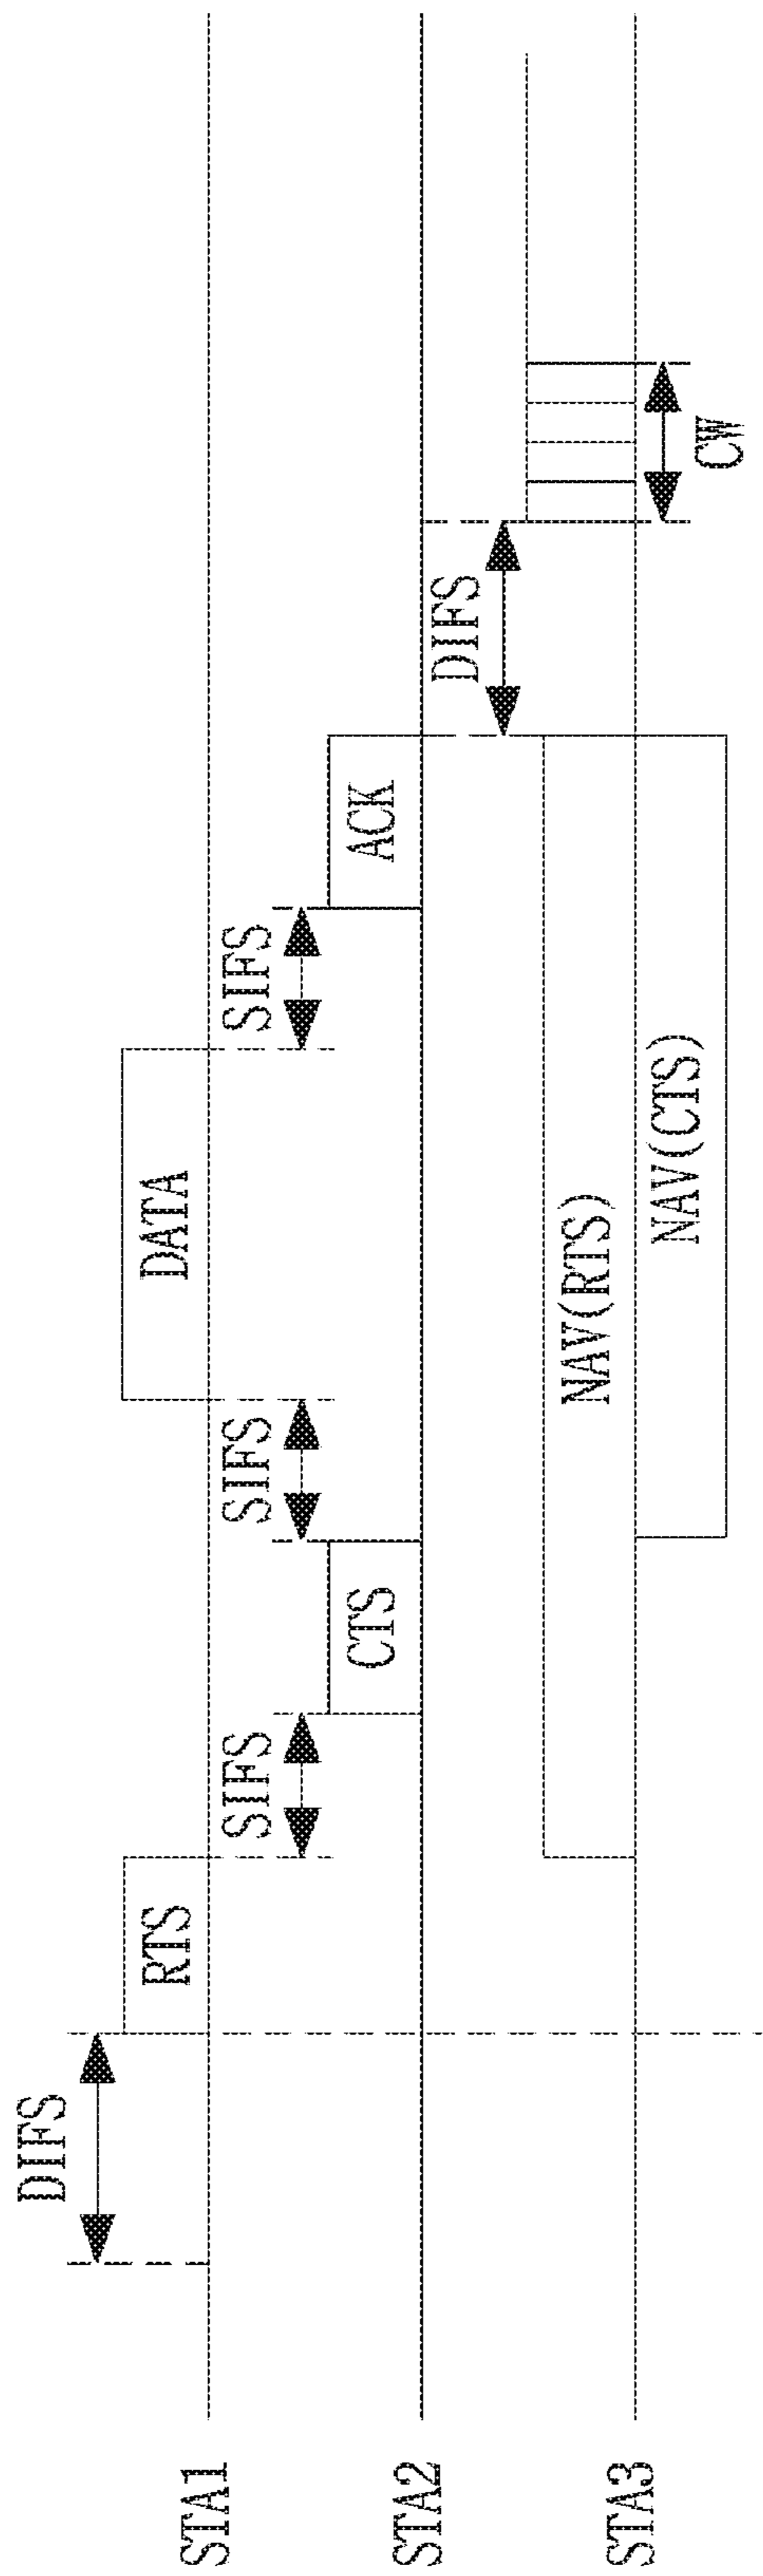 DIFS
RTS
DATA
STA1
SIFS
SIFS
SIFS
CTS
ACK
STA2
DIFS
NAV(RTS)
STA3
NAV(CTS)
CW